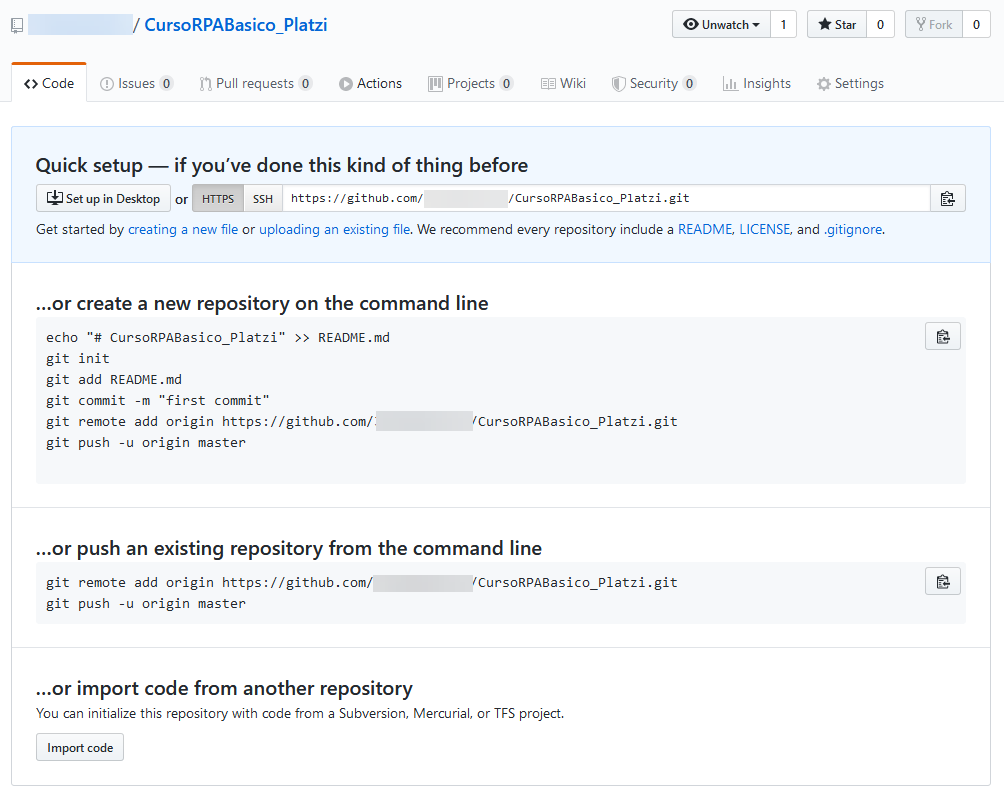 / CursoRPABasico_Platzi
Unwatch 1 Star 0 Fork 0
Code Issues 0 Pull requests 0 Actions Projects 0 Wiki Security 0 Insights Settings
Quick setup — if you’ve done this kind of thing before
Set up in Desktop or HTTPS SSH https://github.com/ /CursoRPABasico_Platzi.git
Get started by creating a new file or uploading an existing file. We recommend every repository include a README, LICENSE, and .gitignore.
…or create a new repository on the command line
echo "# CursoRPABasico_Platzi" >> README.md
git init
git add README.md
git commit -m "first commit"
git remote add origin https://github.com/ /CursoRPABasico_Platzi.git
git push -u origin master
…or push an existing repository from the command line
git remote add origin https://github.com/ /CursoRPABasico_Platzi.git
git push -u origin master
…or import code from another repository
You can initialize this repository with code from a Subversion, Mercurial, or TFS project.
Import code